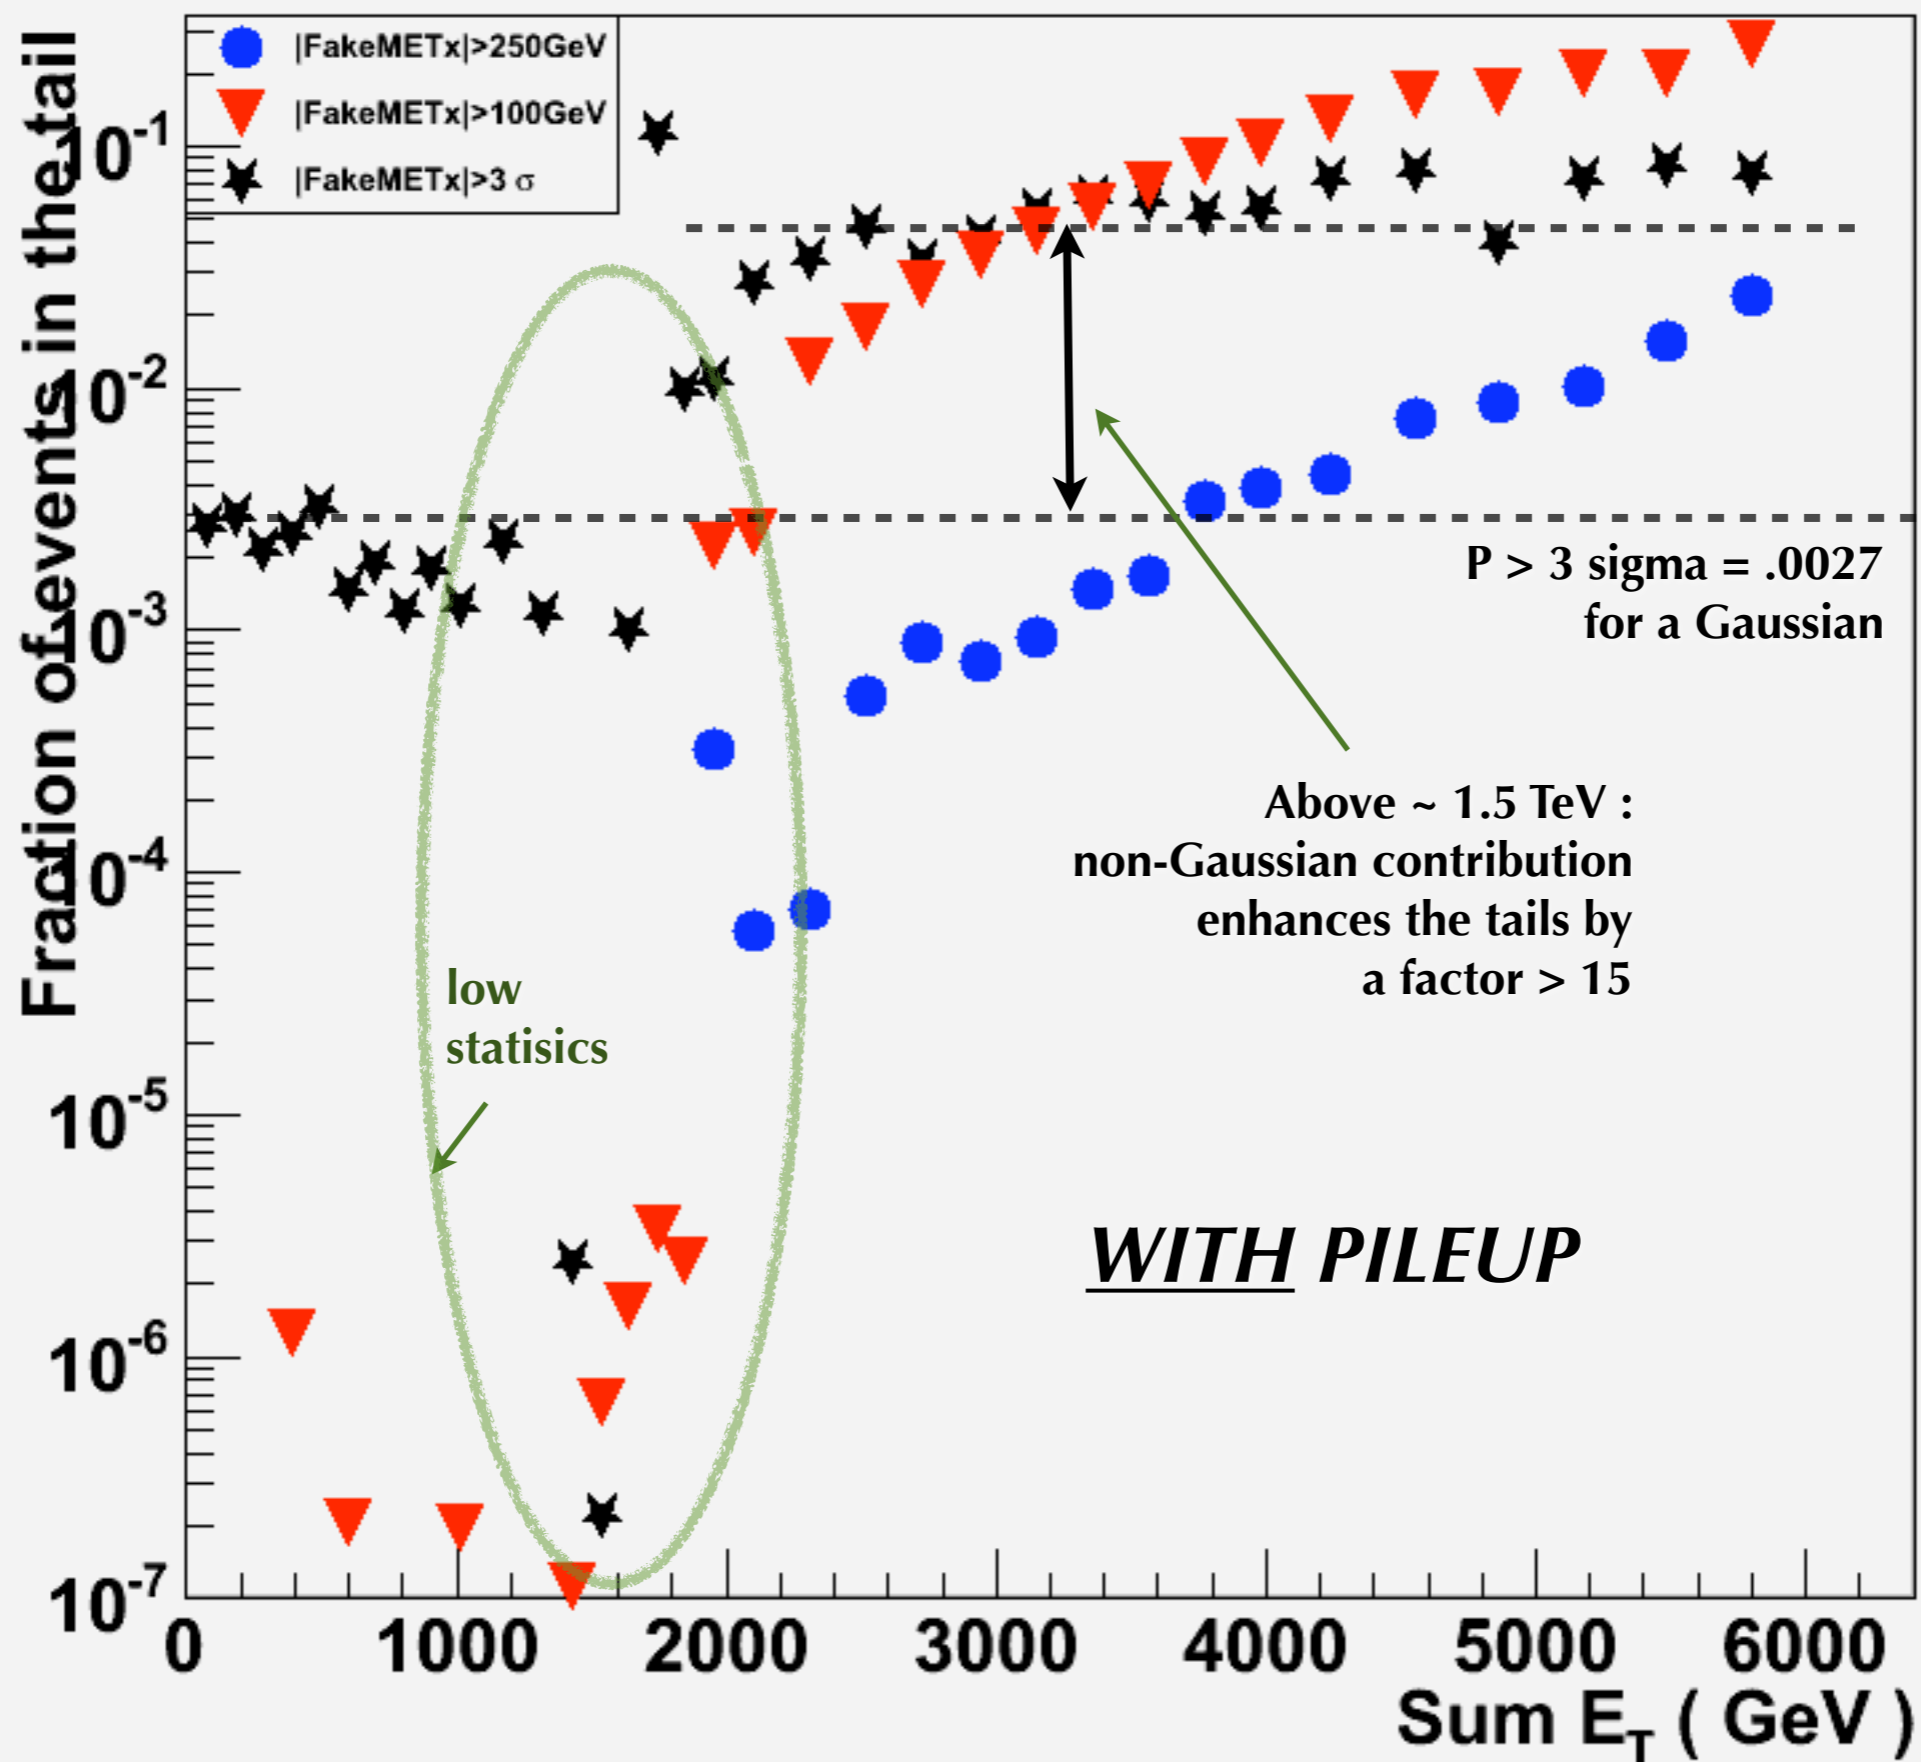 |FakeMETx|>250GeV
|FakeMETx|>100GeV
|FakeMETx|>3 σ
Fraction of events in the tail
10-1
10-2
10-3
10-4
10-5
10-6
10-7
P > 3 sigma = .0027
for a Gaussian
Above ~ 1.5 TeV :
non-Gaussian contribution
enhances the tails by
a factor > 15
low
statisics
WITH PILEUP
0 1000 2000 3000 4000 5000 6000
Sum ET ( GeV )